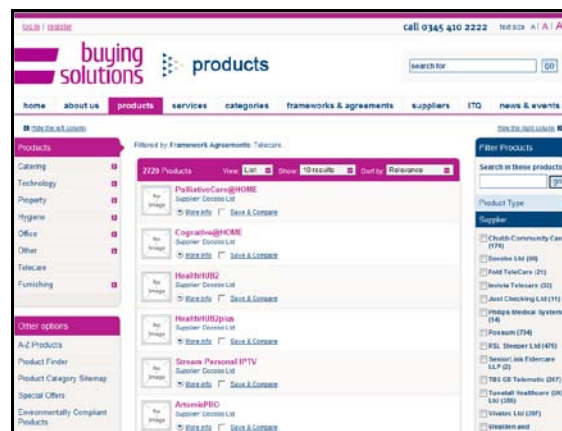 log in | register
call 0345 410 2222 text size A | A | A
buying
solutions
products
search for
go
home about us products services categories frameworks & agreements suppliers ITQ news & events
Hide the left column
Hide the right column
Products
Catering
Technology
Property
Hygiene
Office
Other
Telecare
Furnishing
Other options
A-Z Products
Product Finder
Product Category Sitemap
Special Offers
Environmentally Compliant
Products
Filtered by: Framework Agreements: Telecare.
2720 Products View: List Show: 10 results Sort by: Relevance
No
Image
PalliativeCare@HOME
Supplier: Docobo Ltd
More info Save & Compare
No
Image
Cognative@HOME
Supplier: Docobo Ltd
More info Save & Compare
No
Image
HealthHUB2
Supplier: Docobo Ltd
More info Save & Compare
No
Image
HealthHUB2plus
Supplier: Docobo Ltd
More info Save & Compare
No
Image
Stream Personal IPTV
Supplier: Docobo Ltd
More info Save & Compare
No
Image
ArtemisPRO
Supplier: Docobo Ltd
More info Save & Compare
Filter Products
Search in these products
go
Product Type
Supplier
Chubb Community Care
Docobo Ltd
Fold TeleCare (21)
Invicta Telecare (32)
Just Checking Ltd (11)
Philips Medical Systems
(14)
Possum (734)
RSL Steeper Ltd (476)
SeniorLink Eldercare
LLP (2)
TBS GB Telematic (267)
Tunstall Healthcare (UK)
Ltd
Vivatec Ltd (207)
Wealden and